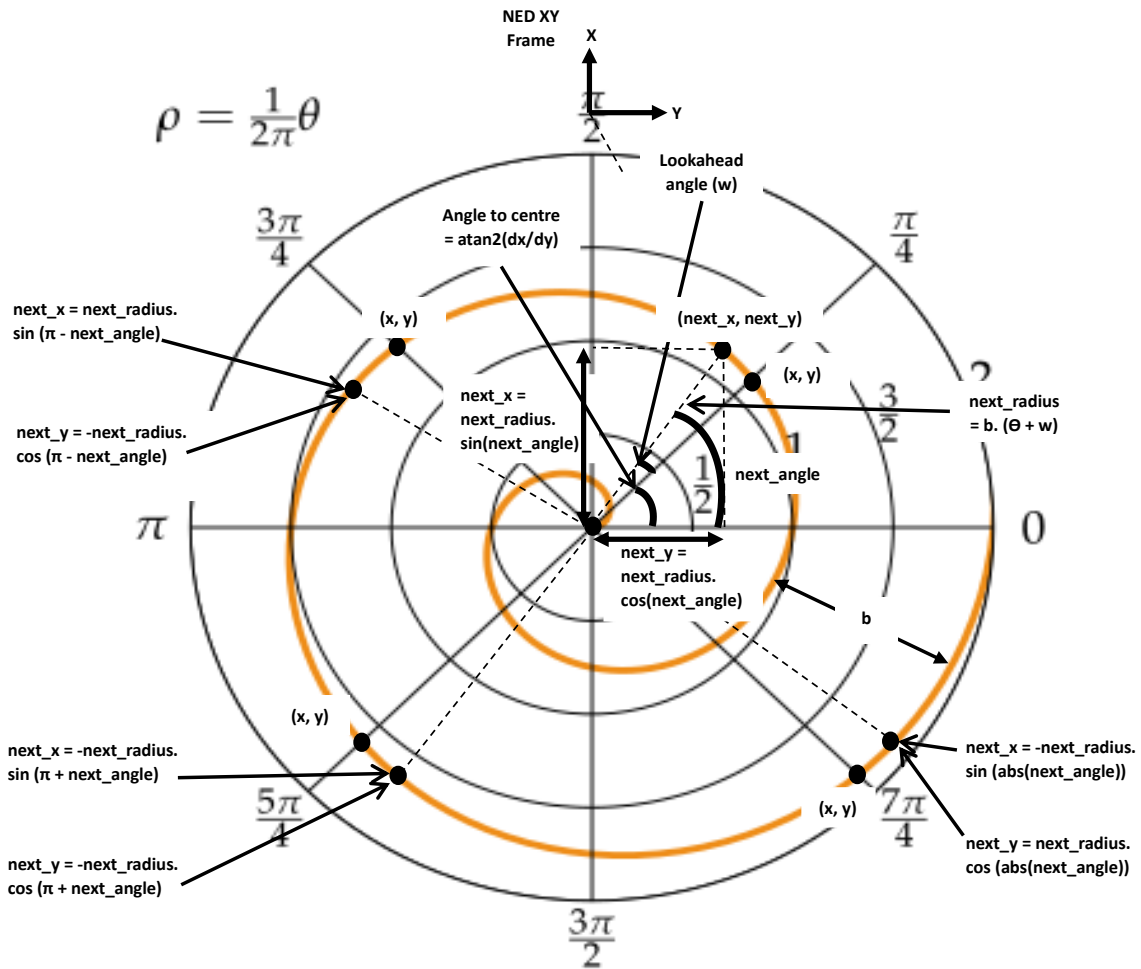 NED XY
Frame
X
Y
ρ = 1/2π θ
π/2
Lookahead
angle (w)
Angle to centre
= atan2(dx/dy)
3π/4
π/4
next_x = next_radius.
sin (π - next_angle)
(x, y)
(next_x, next_y)
(x, y)
2
next_x =
next_radius.
sin(next_angle)
3/2
next_radius
= b. (Θ + w)
next_y = -next_radius.
cos (π - next_angle)
1
1/2
next_angle
π
0
next_y =
next_radius.
cos(next_angle)
b
(x, y)
next_x = -next_radius.
sin (π + next_angle)
next_x = -next_radius.
sin (abs(next_angle))
5π/4
(x, y)
7π/4
next_y = -next_radius.
cos (π + next_angle)
next_y = next_radius.
cos (abs(next_angle))
3π/2